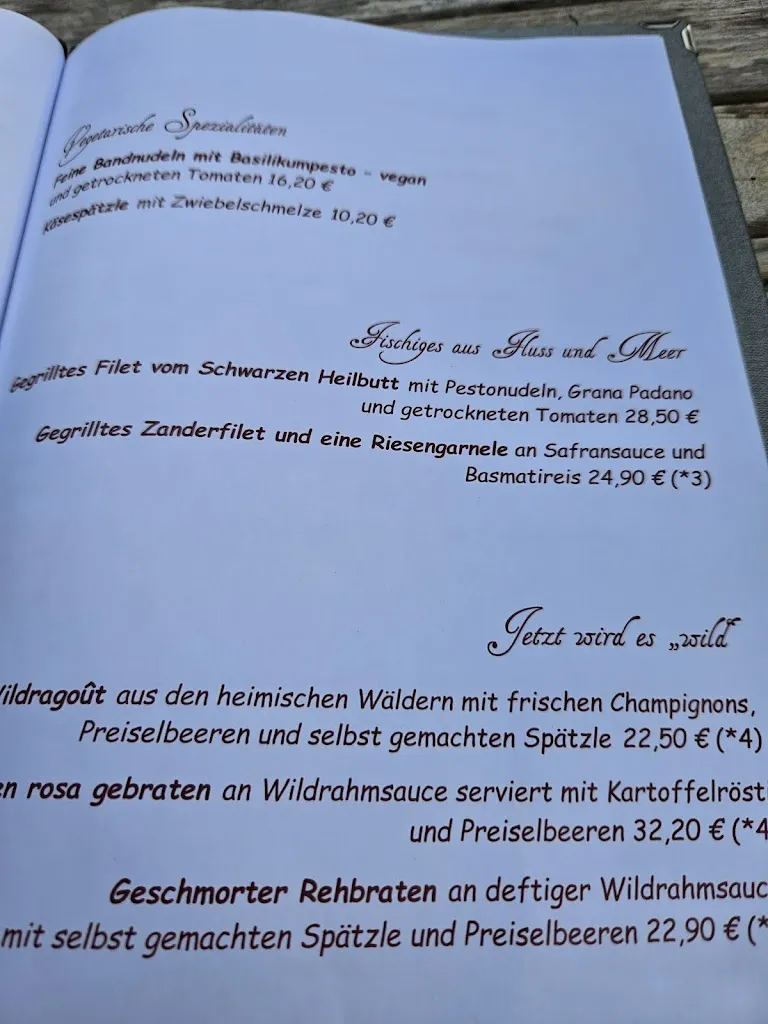 Vegetarische Spezialitäten
Feine Bandnudeln mit Basilikumpesto - vegan
und getrockneten Tomaten 16,20 €
Käsespätzle mit Zwiebelschmelze 10,20 €
Fischiges aus Fluss und Meer
Gegrilltes Filet vom Schwarzen Heilbutt mit Pestonudeln, Grana Padano
und getrockneten Tomaten 28,50 €
Gegrilltes Zanderfilet und eine Riesengarnele an Safransauce und
Basmatireis 24,90 € (*3)
Jetzt wird es „wild“
Wildragoût aus den heimischen Wäldern mit frischen Champignons,
Preiselbeeren und selbst gemachten Spätzle 22,50 € (*4)
rosa gebraten an Wildrahmsauce serviert mit Kartoffelrösti
und Preiselbeeren 32,20 € (*4
Geschmorter Rehbraten an deftiger Wildrahmsauc
mit selbst gemachten Spätzle und Preiselbeeren 22,90 € (*